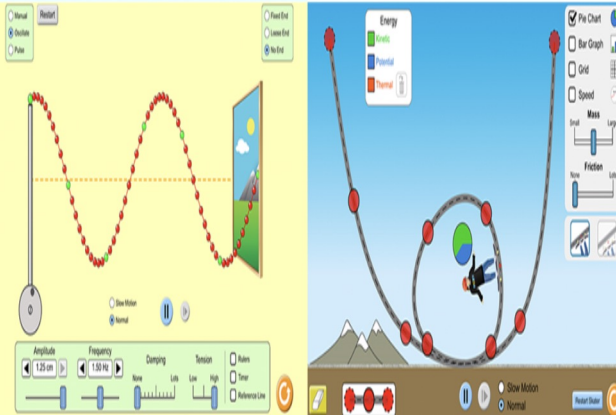 Manual
Oscillate
Pulse
Restart
Fixed End
Loose End
No End
Slow Motion
Normal
Amplitude
1.25 cm
Frequency
1.50 Hz
Damping
None
Lots
Tension
Low
High
Rulers
Timer
Reference Line
Energy
Kinetic
Potential
Thermal
Pie Chart
Bar Graph
Grid
Speed
Mass
Small
Large
Friction
None
Lots
Slow Motion
Normal
Restart Skater